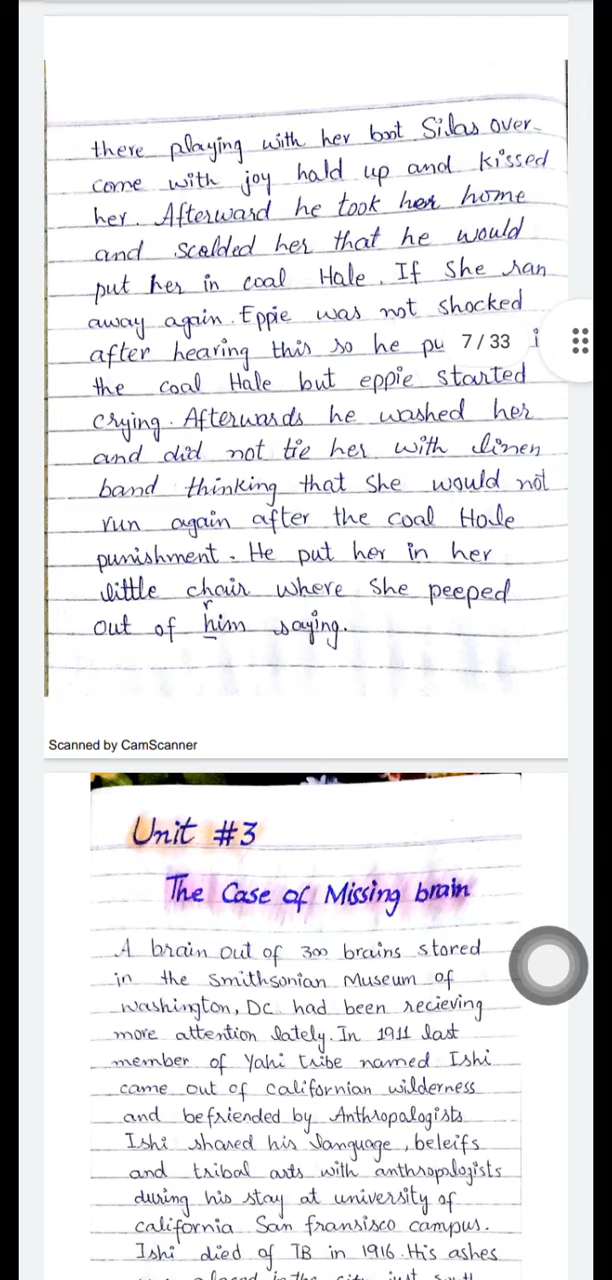 there playing with her boot Silas over-
come with joy hald up and kissed
her. Afterward he took her home
and scolded her that he would
put her in coal Hale. If she ran
away again. Eppie was not shocked
after hearing this so he pu
7 / 33
the coal Hale but eppie started
crying. Afterwards he washed her
and did not tie her with linen
band thinking that she would not
run again after the coal Hole
punishment. He put her in her
little chair where she peeped
out of him saying.
Scanned by CamScanner
Unit #3
The Case of Missing brain
A brain out of 300 brains stored
in the Smithsonian Museum of
washington, DC had been recieving
more attention lately. In 1911 last
member of Yahi tribe named Ishi
came out of californian wilderness
and befriended by Anthropalogists
Ishi shared his language, beleifs
and tribal arts with anthropologists
during his stay at university of
california San fransisco campus.
Ishi died of TB in 1916. His ashes
in the city just